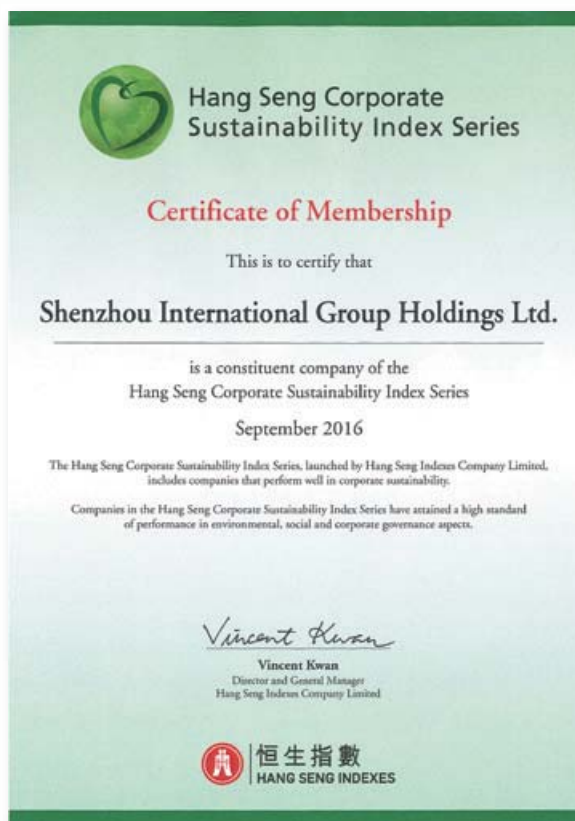 Hang Seng Corporate
Sustainability Index Series
Certificate of Membership
This is to certify that
Shenzhou International Group Holdings Ltd.
is a constituent company of the
Hang Seng Corporate Sustainability Index Series
September 2016
The Hang Seng Corporate Sustainability Index Series, launched by Hang Seng Indexes Company Limited,
includes companies that perform well in corporate sustainability.
Companies in the Hang Seng Corporate Sustainability Index Series have attained a high standard
of performance in environmental, social and corporate governance aspects.
Vincent Kwan
Vincent Kwan
Director and General Manager
Hang Seng Indexes Company Limited
恒生指數
HANG SENG INDEXES